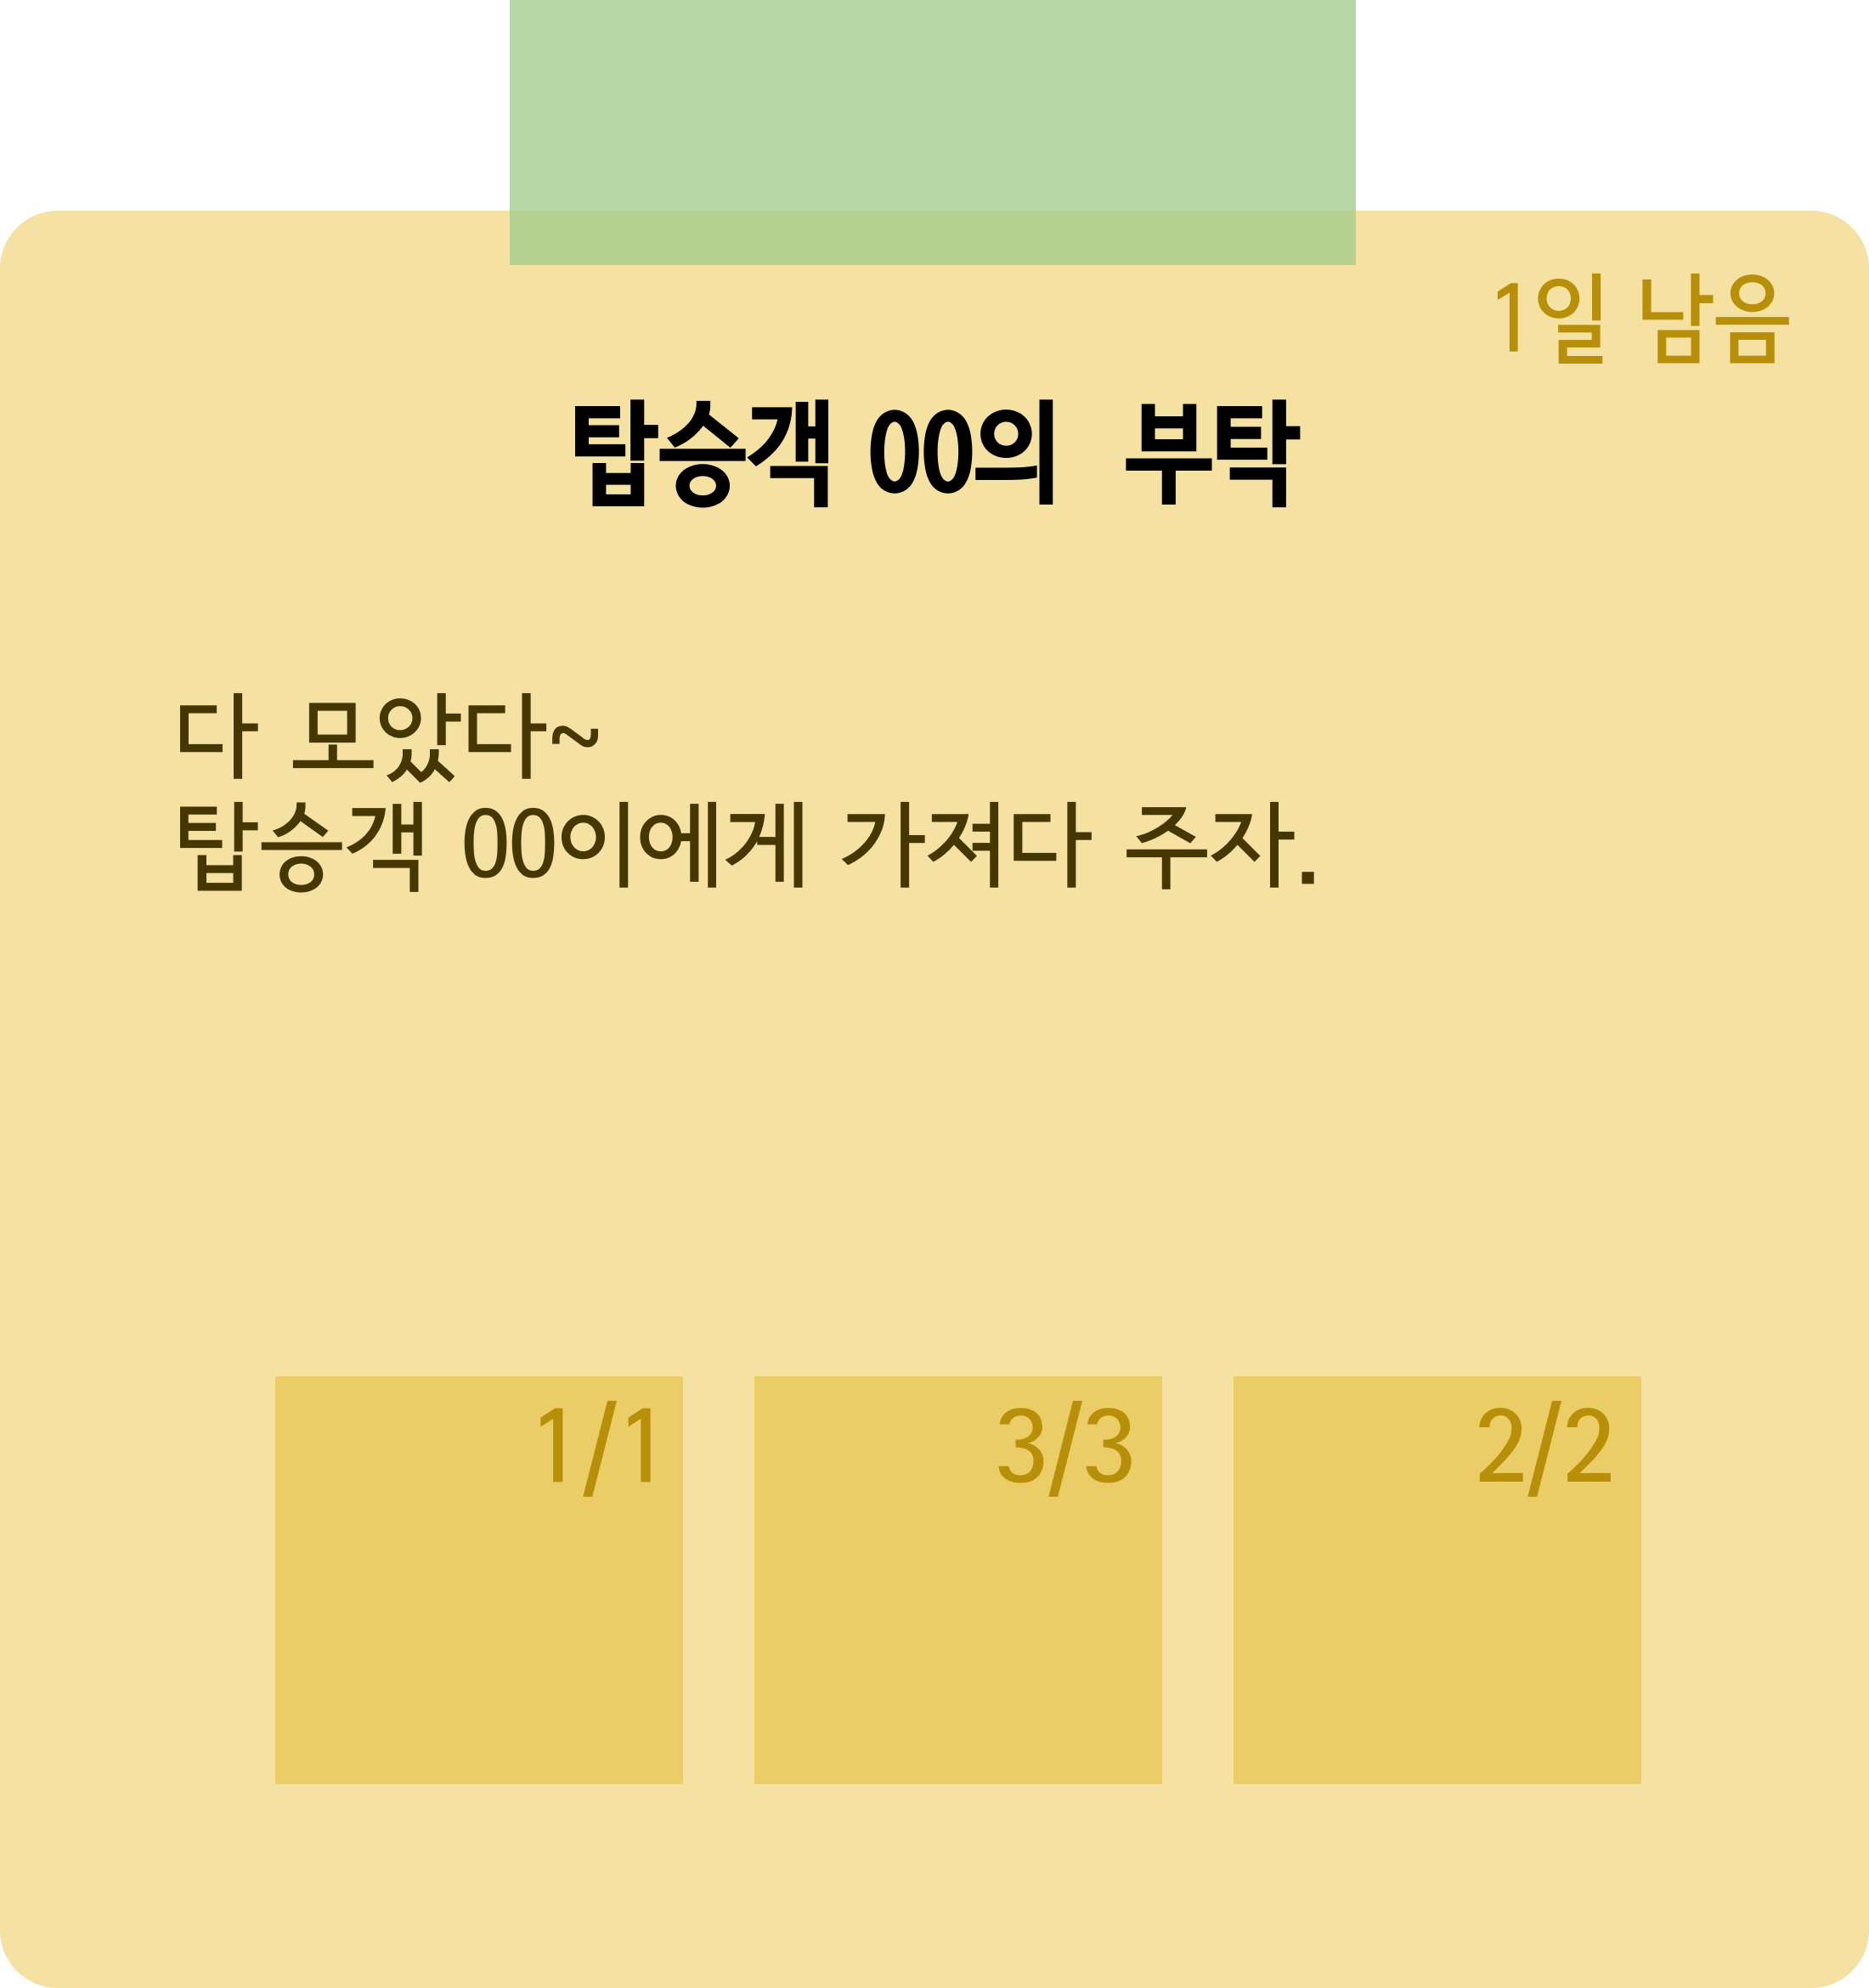 1일 남음
탑승객 00의 부탁
다 모았다~
탑승객 00이에게 가져다 주자.
1/1 3/3 2/2